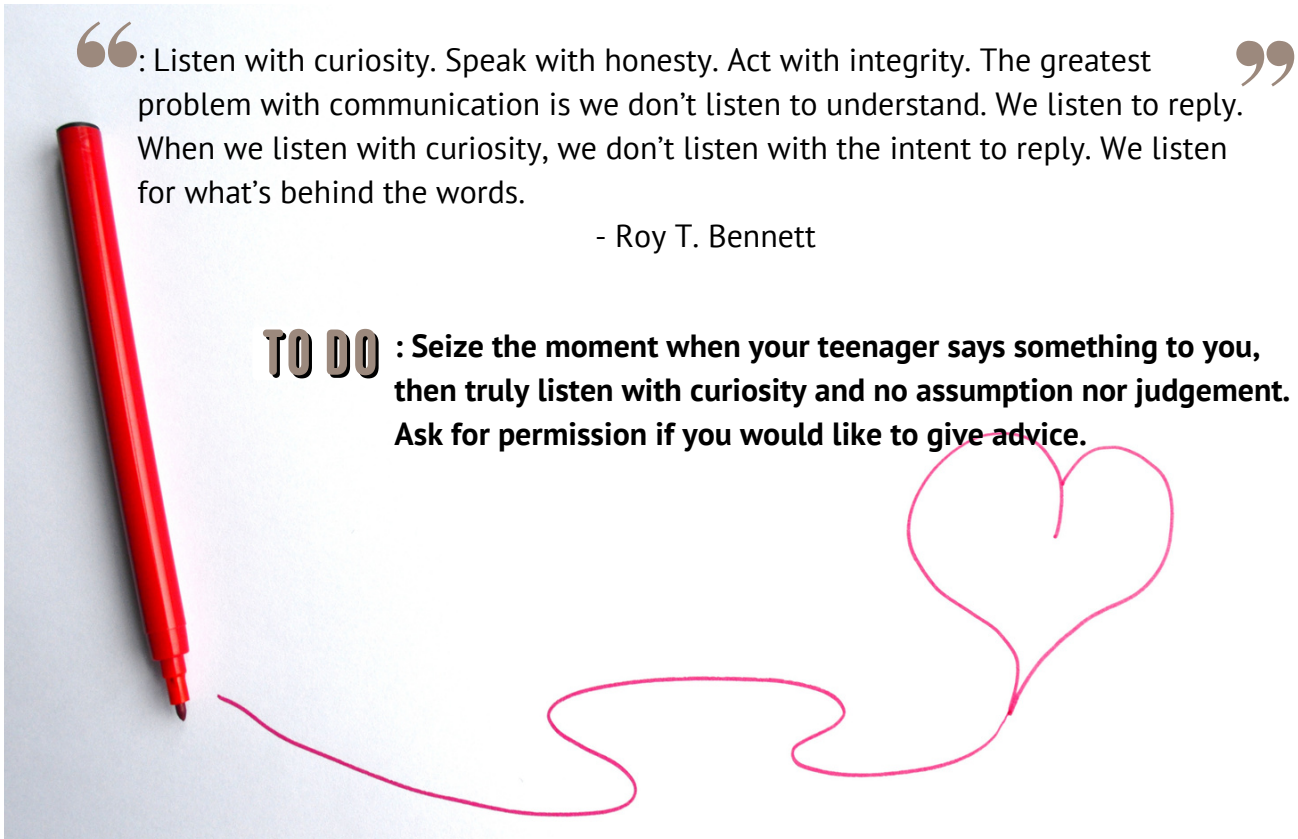 “ : Listen with curiosity. Speak with honesty. Act with integrity. The greatest ”
problem with communication is we don’t listen to understand. We listen to reply.
When we listen with curiosity, we don’t listen with the intent to reply. We listen
for what’s behind the words.
- Roy T. Bennett
TO DO : Seize the moment when your teenager says something to you,
then truly listen with curiosity and no assumption nor judgement.
Ask for permission if you would like to give advice.